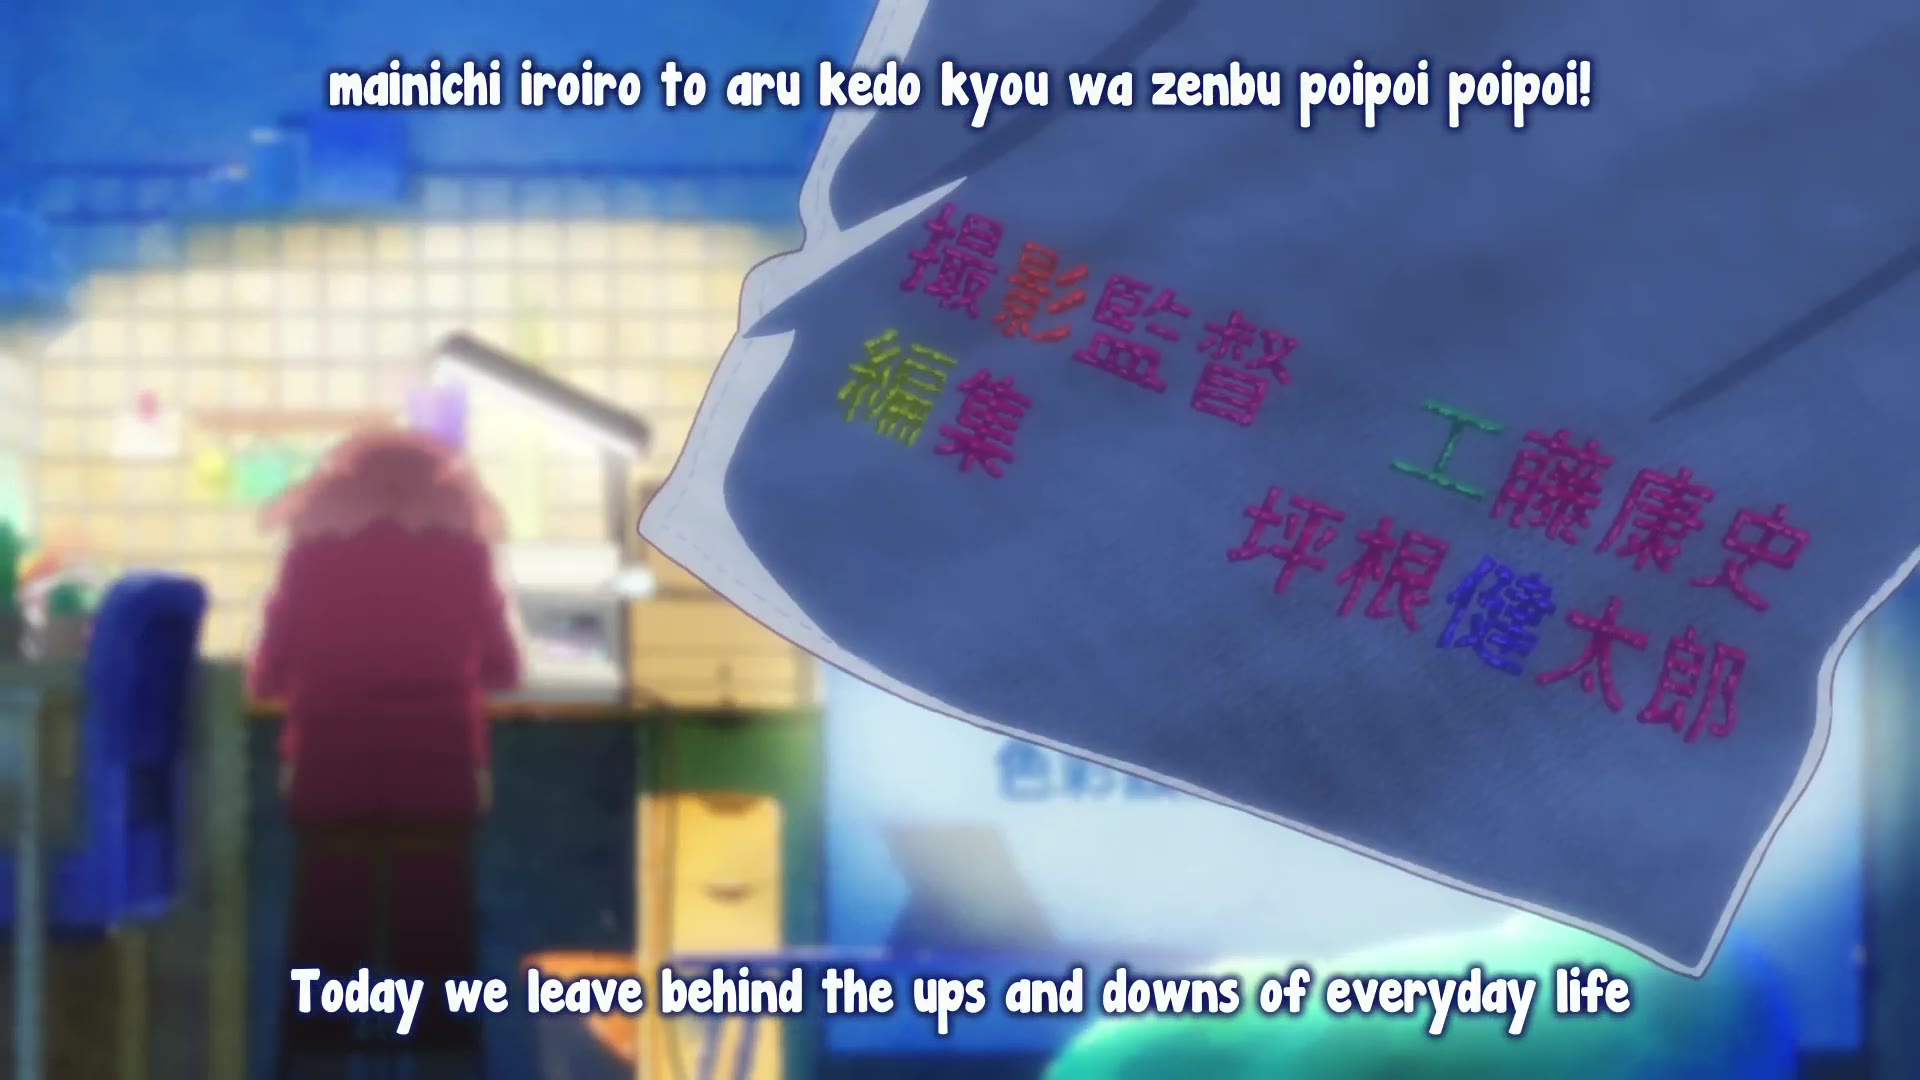 mainichi iroiro to aru kedo kyou wa zenbu poipoi poipoi!
撮影監督 工藤康史
編集 坪根健太郎
Today we leave behind the ups and downs of everyday life